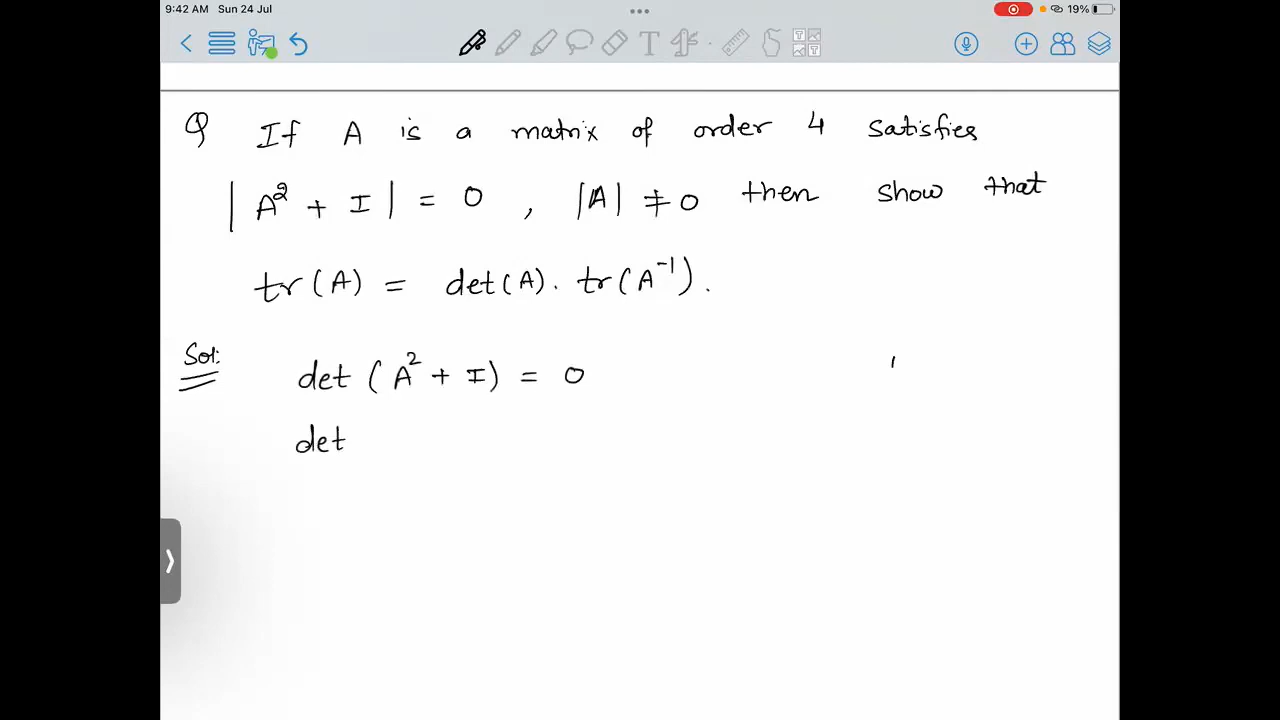 9:42 AM Sun 24 Jul
19%
Q If A is a matrix of order 4 satisfies
|A² + I| = 0 , |A| ≠ 0 then show that
tr(A) = det(A). tr(A⁻¹).
Sol:
det (A² + I) = 0
det